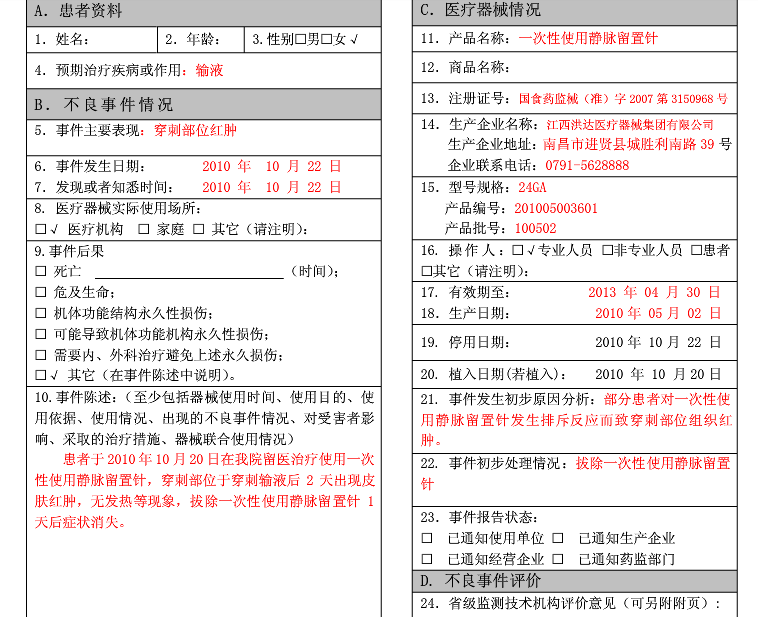 A. 患者资料
1. 姓名：
2. 年龄：
3.性别□男□女√
4. 预期治疗疾病或作用：输液
B. 不良事件情况
5. 事件主要表现：穿刺部位红肿
6. 事件发生日期： 2010 年 10 月 22 日
7. 发现或者知悉时间： 2010 年 10 月 22 日
8. 医疗器械实际使用场所：
□√ 医疗机构 □ 家庭 □ 其它（请注明）：
9.事件后果
□ 死亡 （时间）；
□ 危及生命；
□ 机体功能结构永久性损伤；
□ 可能导致机体功能机构永久性损伤；
□ 需要内、外科治疗避免上述永久损伤；
□√ 其它（在事件陈述中说明）。
10.事件陈述：（至少包括器械使用时间、使用目的、使
用依据、使用情况、出现的不良事件情况、对受害者影
响、采取的治疗措施、器械联合使用情况）
患者于 2010 年 10 月 20 日在我院留医治疗使用一次
性使用静脉留置针，穿刺部位于穿刺输液后 2 天出现皮
肤红肿，无发热等现象，拔除一次性使用静脉留置针 1
天后症状消失。
C. 医疗器械情况
11. 产品名称：一次性使用静脉留置针
12. 商品名称：
13. 注册证号：国食药监械（准）字 2007 第 3150968 号
14. 生产企业名称：江西洪达医疗器械集团有限公司
生产企业地址：南昌市进贤县城胜利南路 39 号
企业联系电话：0791-5628888
15. 型号规格：24GA
产品编号：201005003601
产品批号：100502
16. 操作人：□√专业人员 □非专业人员 □患者
□其它（请注明）：
17. 有效期至： 2013 年 04 月 30 日
18. 生产日期： 2010 年 05 月 02 日
19. 停用日期： 2010 年 10 月 22 日
20. 植入日期(若植入)： 2010 年 10 月 20 日
21. 事件发生初步原因分析：部分患者对一次性使
用静脉留置针发生排斥反应而致穿刺部位组织红
肿。
22. 事件初步处理情况：拔除一次性使用静脉留置
针
23. 事件报告状态：
□ 已通知使用单位 □ 已通知生产企业
□ 已通知经营企业 □ 已通知药监部门
D. 不良事件评价
24. 省级监测技术机构评价意见（可另附附页）：